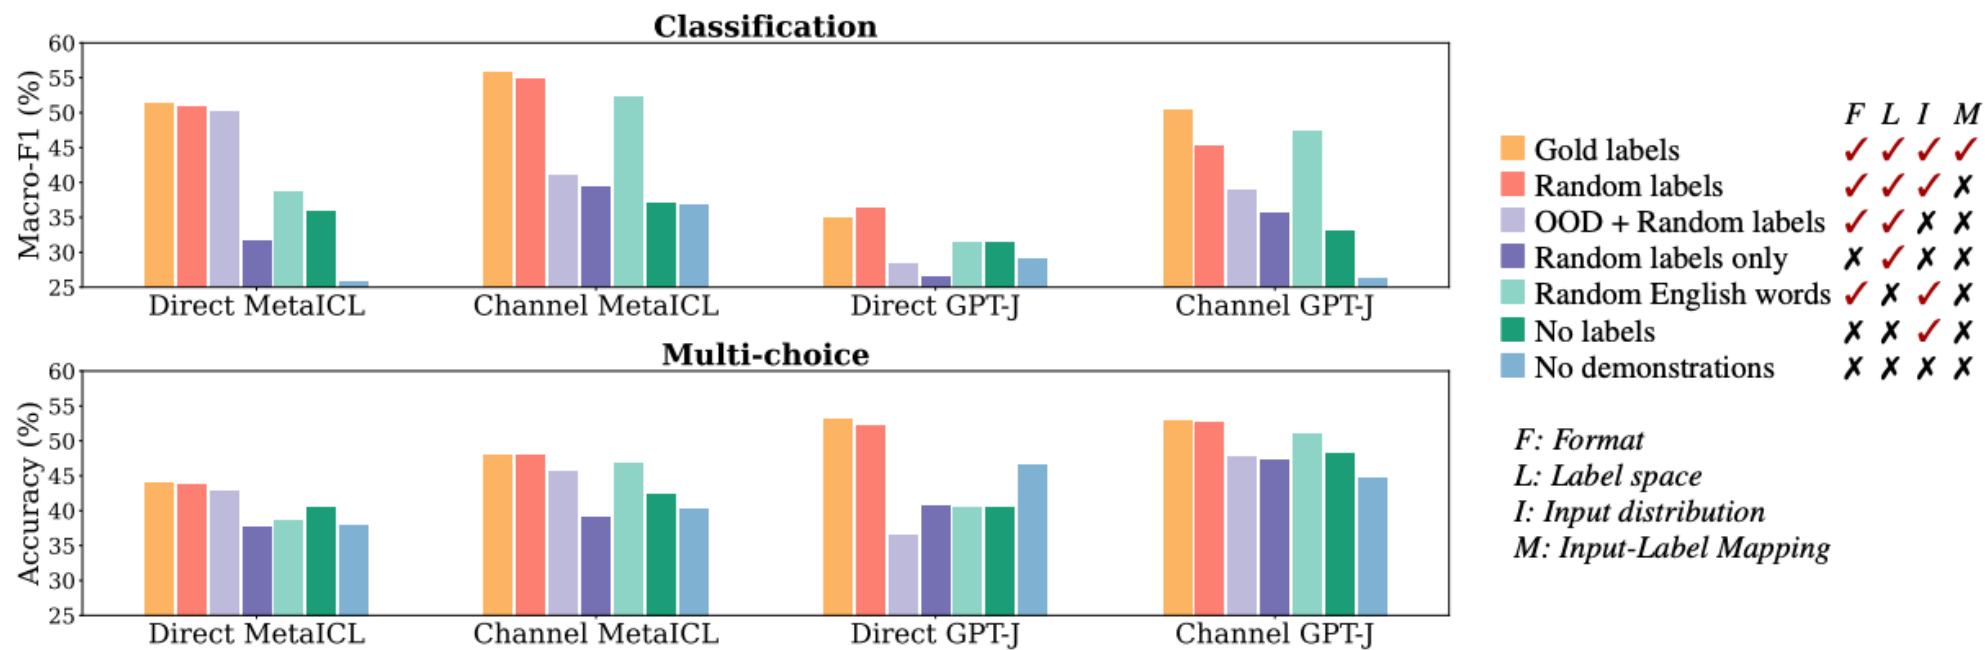 Classification
Macro-F1 (%)
60
55
50
45
40
35
30
25
Direct MetaICL Channel MetaICL Direct GPT-J Channel GPT-J
Multi-choice
Accuracy (%)
60
55
50
45
40
35
30
25
Direct MetaICL Channel MetaICL Direct GPT-J Channel GPT-J
F L I M
Gold labels ✓ ✓ ✓ ✓
Random labels ✓ ✓ ✓ ✗
OOD + Random labels ✓ ✓ ✗ ✗
Random labels only ✗ ✓ ✗ ✗
Random English words ✓ ✗ ✓ ✗
No labels ✗ ✗ ✓ ✗
No demonstrations ✗ ✗ ✗ ✗
F: Format
L: Label space
I: Input distribution
M: Input-Label Mapping